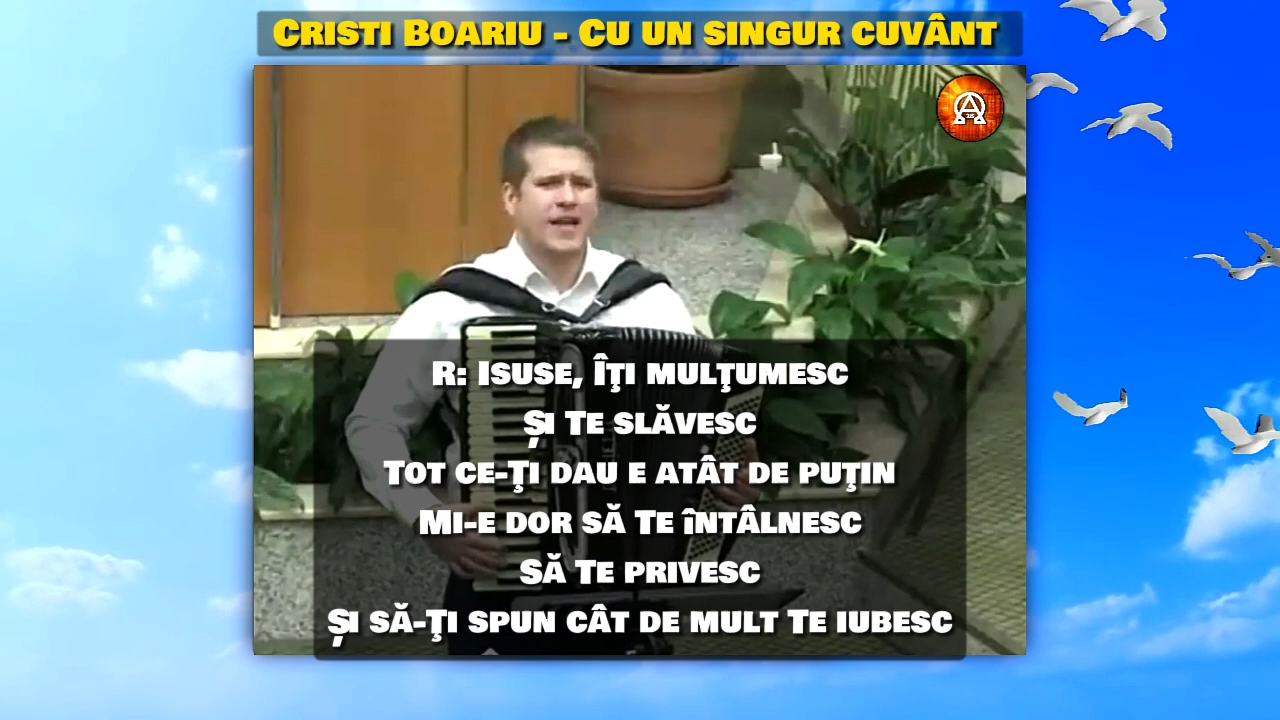 Cristi Boariu - Cu un singur cuvânt
R: Isuse, Îţi mulţumesc
Și Te slăvesc
Tot ce-Ţi dau e atât de puţin
Mi-e dor să Te întâlnesc
Să Te privesc
Și să-Ţi spun cât de mult Te iubesc